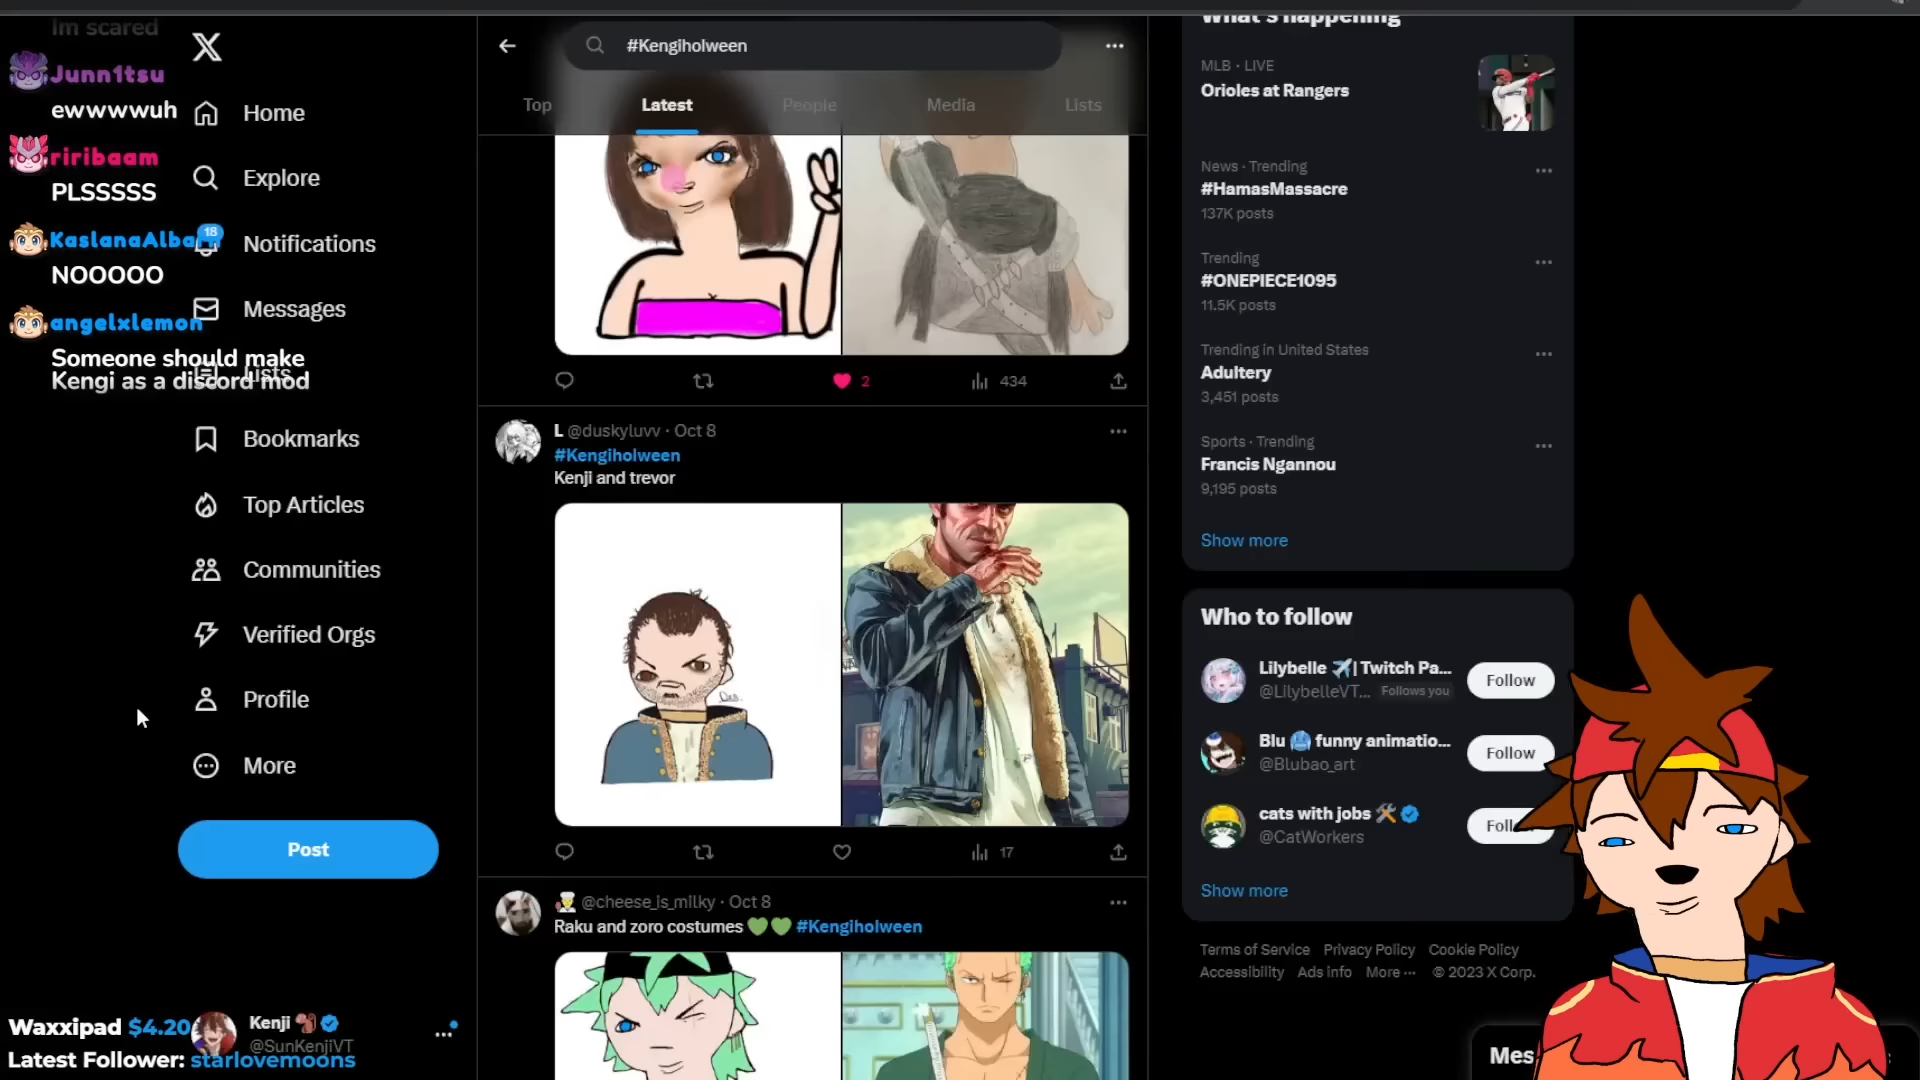 Im scared
Junn1tsu
ewwwwuh
riribaam
PLSSSSS
NOOOOO
angelxlemon
Someone should make
Kengi as a discord mod
Home
Explore
18
Notifications
Messages
Lists
Bookmarks
Top Articles
Communities
Verified Orgs
Profile
More
Post
Waxxipad $4.20
Kenji
@SunKenjiVT
Latest Follower: starlovemoons
#Kengiholween
Top
Latest
People
Media
Lists
2
434
L @duskyluvv · Oct 8
#Kengiholween
Kenji and trevor
17
@cheese_is_milky · Oct 8
Raku and zoro costumes 💚💚 #Kengiholween
What's happening
MLB · LIVE
Orioles at Rangers
News · Trending
#HamasMassacre
137K posts
Trending
#ONEPIECE1095
11.5K posts
Trending in United States
Adultery
3,451 posts
Sports · Trending
Francis Ngannou
9,195 posts
Show more
Who to follow
Lilybelle ✈️| Twitch Pa...
@LilybelleVT... Follows you
Follow
Blu 🥶 funny animatio...
@Blubao_art
Follow
cats with jobs 🛠️
@CatWorkers
Show more
Terms of Service Privacy Policy Cookie Policy
Accessibility Ads info More ··· © 2023 X Corp.
Mes